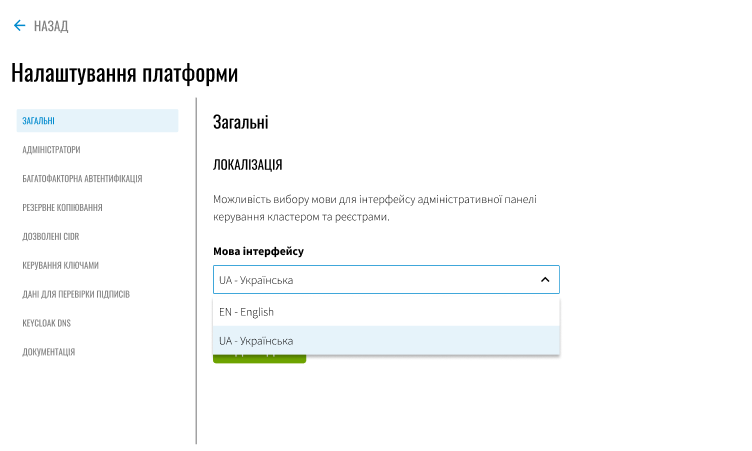 НАЗАД
Налаштування платформи
ЗАГАЛЬНІ
АДМІНІСТРАТОРИ
БАГАТОФАКТОРНА АВТЕНТИФІКАЦІЯ
РЕЗЕРВНЕ КОПІЮВАННЯ
ДОЗВОЛЕНІ CIDR
КЕРУВАННЯ КЛЮЧАМИ
ДАНІ ДЛЯ ПЕРЕВІРКИ ПІДПИСІВ
KEYCLOAK DNS
ДОКУМЕНТАЦІЯ
Загальні
ЛОКАЛІЗАЦІЯ
Можливість вибору мови для інтерфейсу адміністративної панелі
керування кластером та реєстрами.
Мова інтерфейсу
UA - Українська
EN - English
UA - Українська